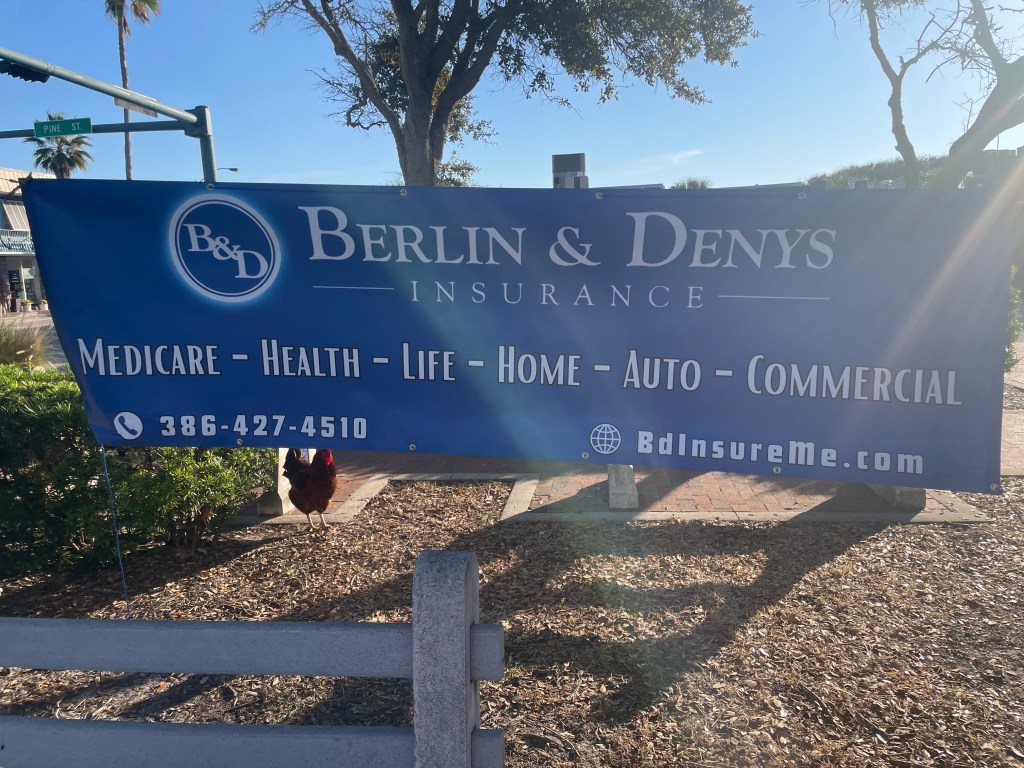 PINE ST.
B&D
BERLIN & DENYS
INSURANCE
MEDICARE – HEALTH – LIFE – HOME – AUTO – COMMERCIAL
386-427-4510
BdInsureMe.com